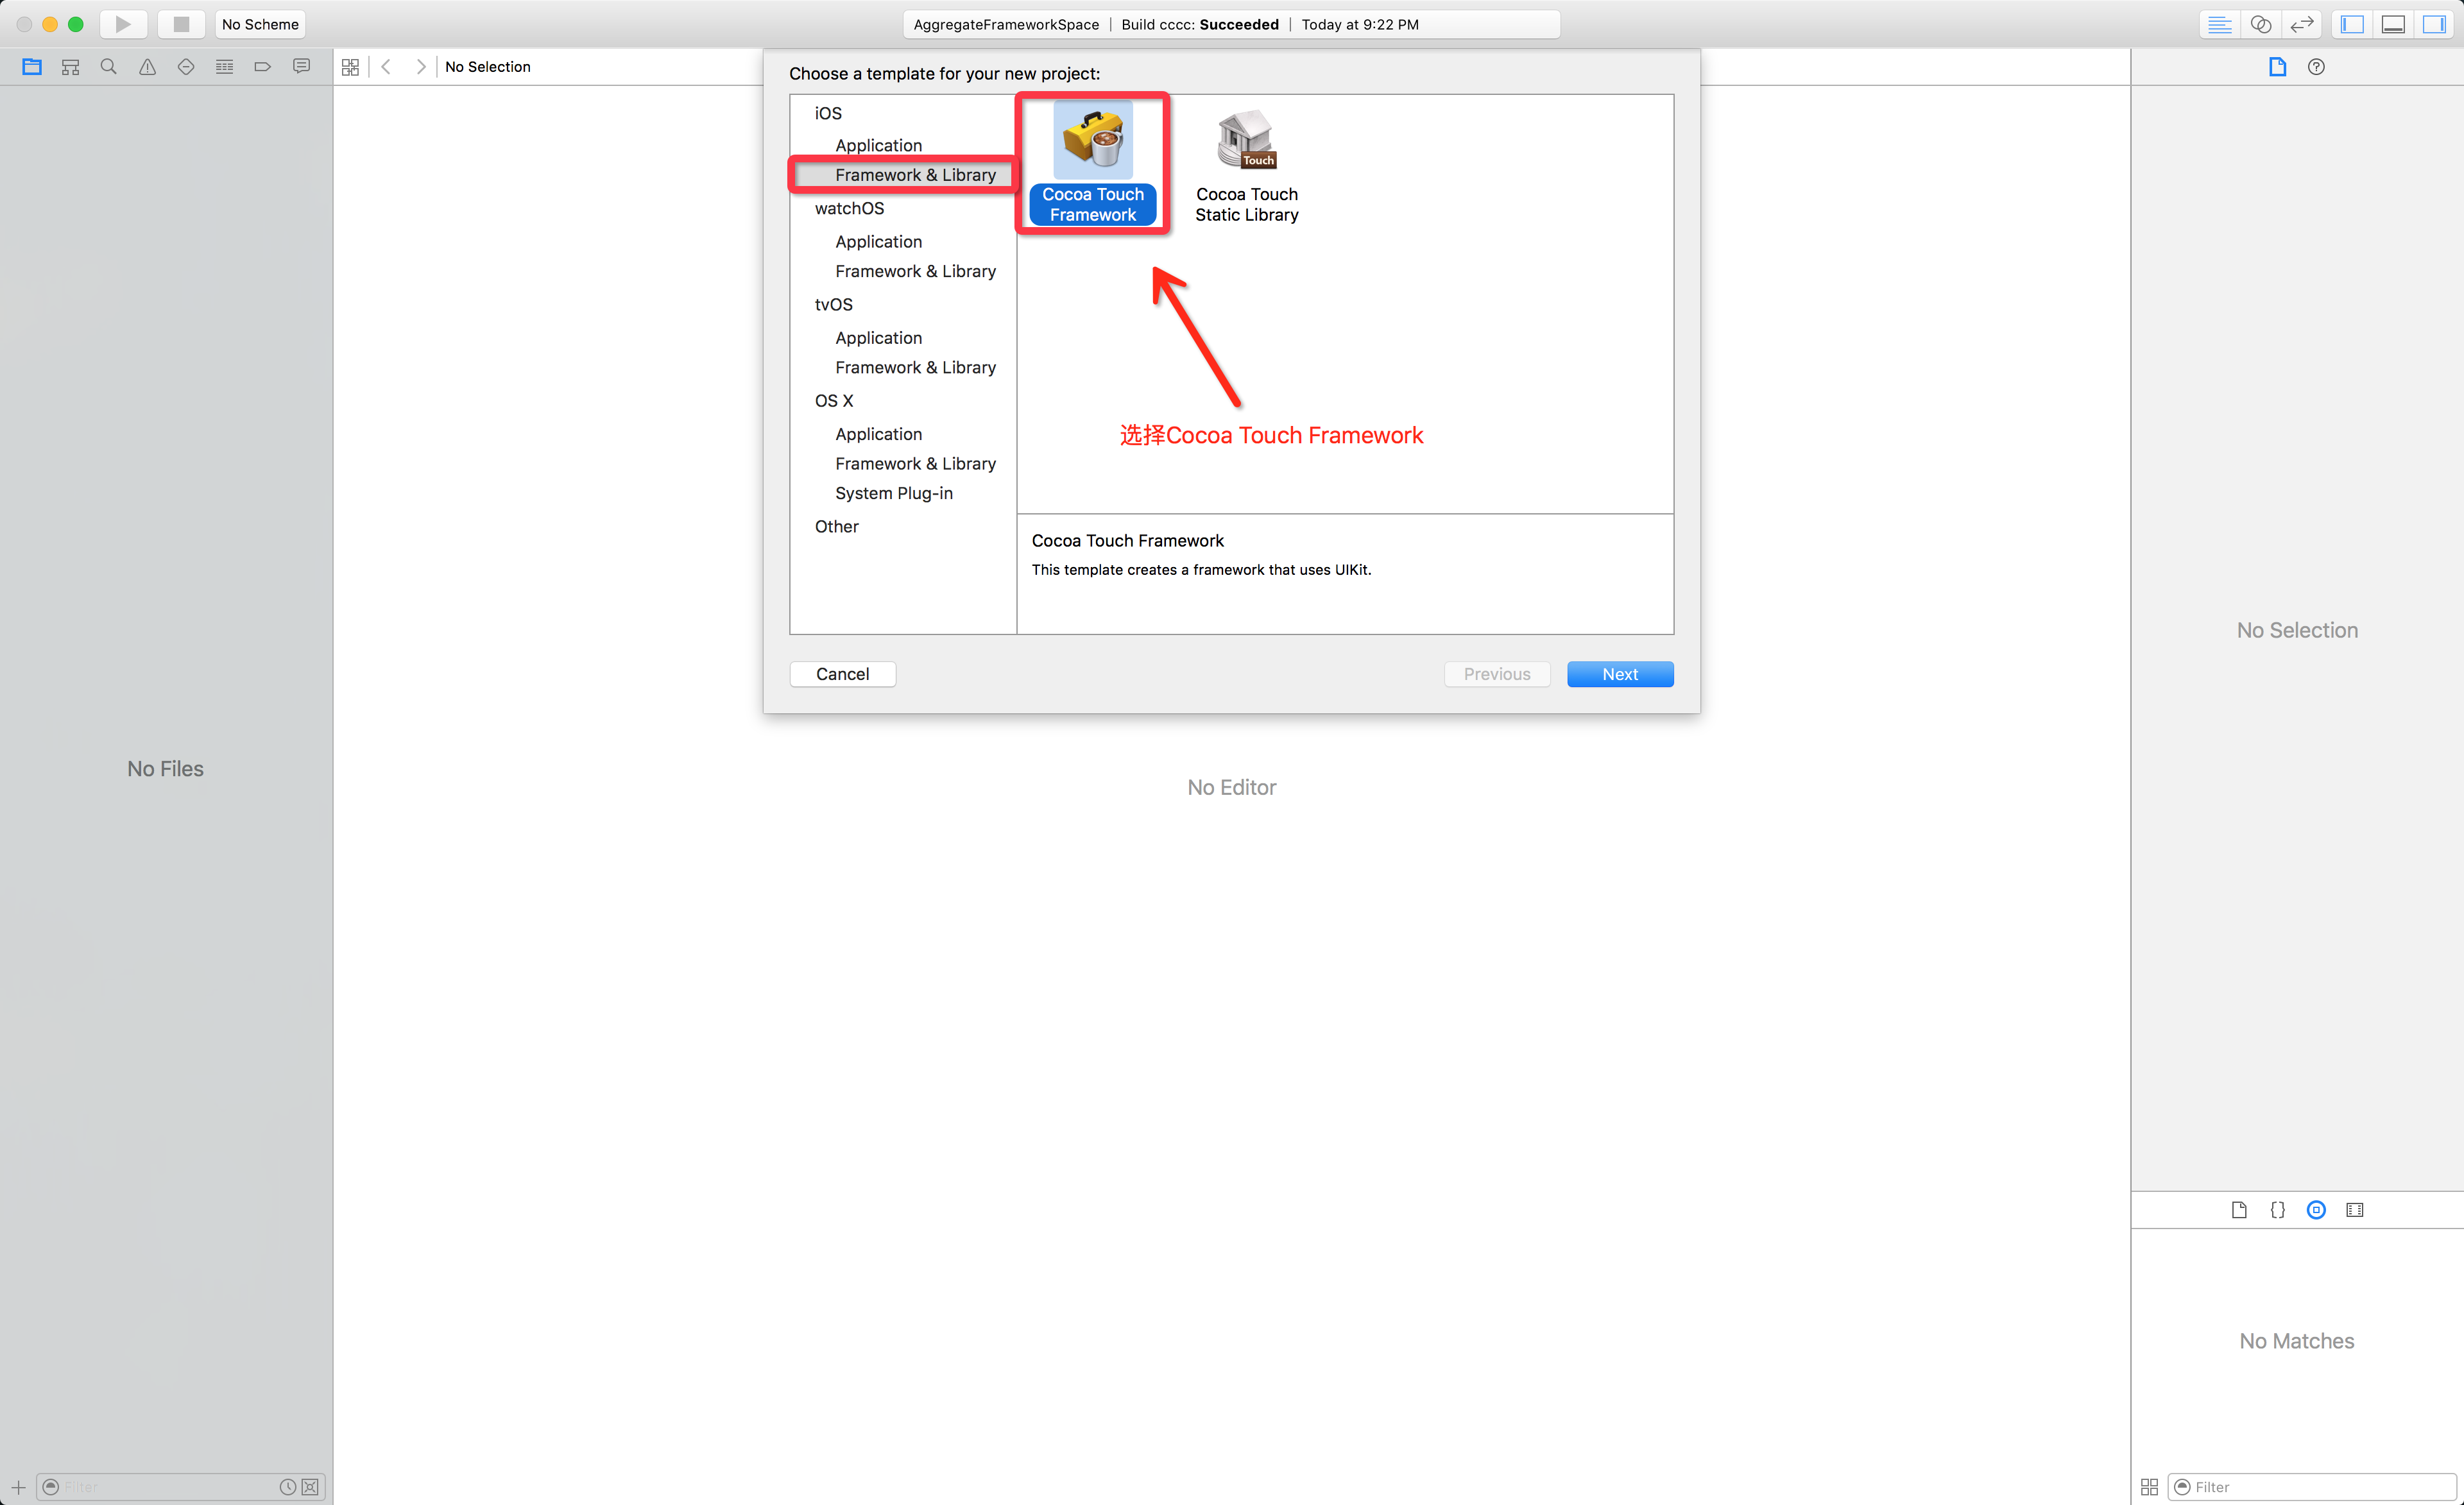 No Scheme
AggregateFrameworkSpace | Build cccc: Succeeded | Today at 9:22 PM
No Selection
Choose a template for your new project:
iOS
Application
Framework & Library
watchOS
Application
Framework & Library
tvOS
Application
Framework & Library
OS X
Application
Framework & Library
System Plug-in
Other
Cocoa Touch
Framework
Touch
Cocoa Touch
Static Library
选择Cocoa Touch Framework
Cocoa Touch Framework
This template creates a framework that uses UIKit.
Cancel
Previous
Next
No Files
No Editor
No Selection
No Matches
Filter
Filter